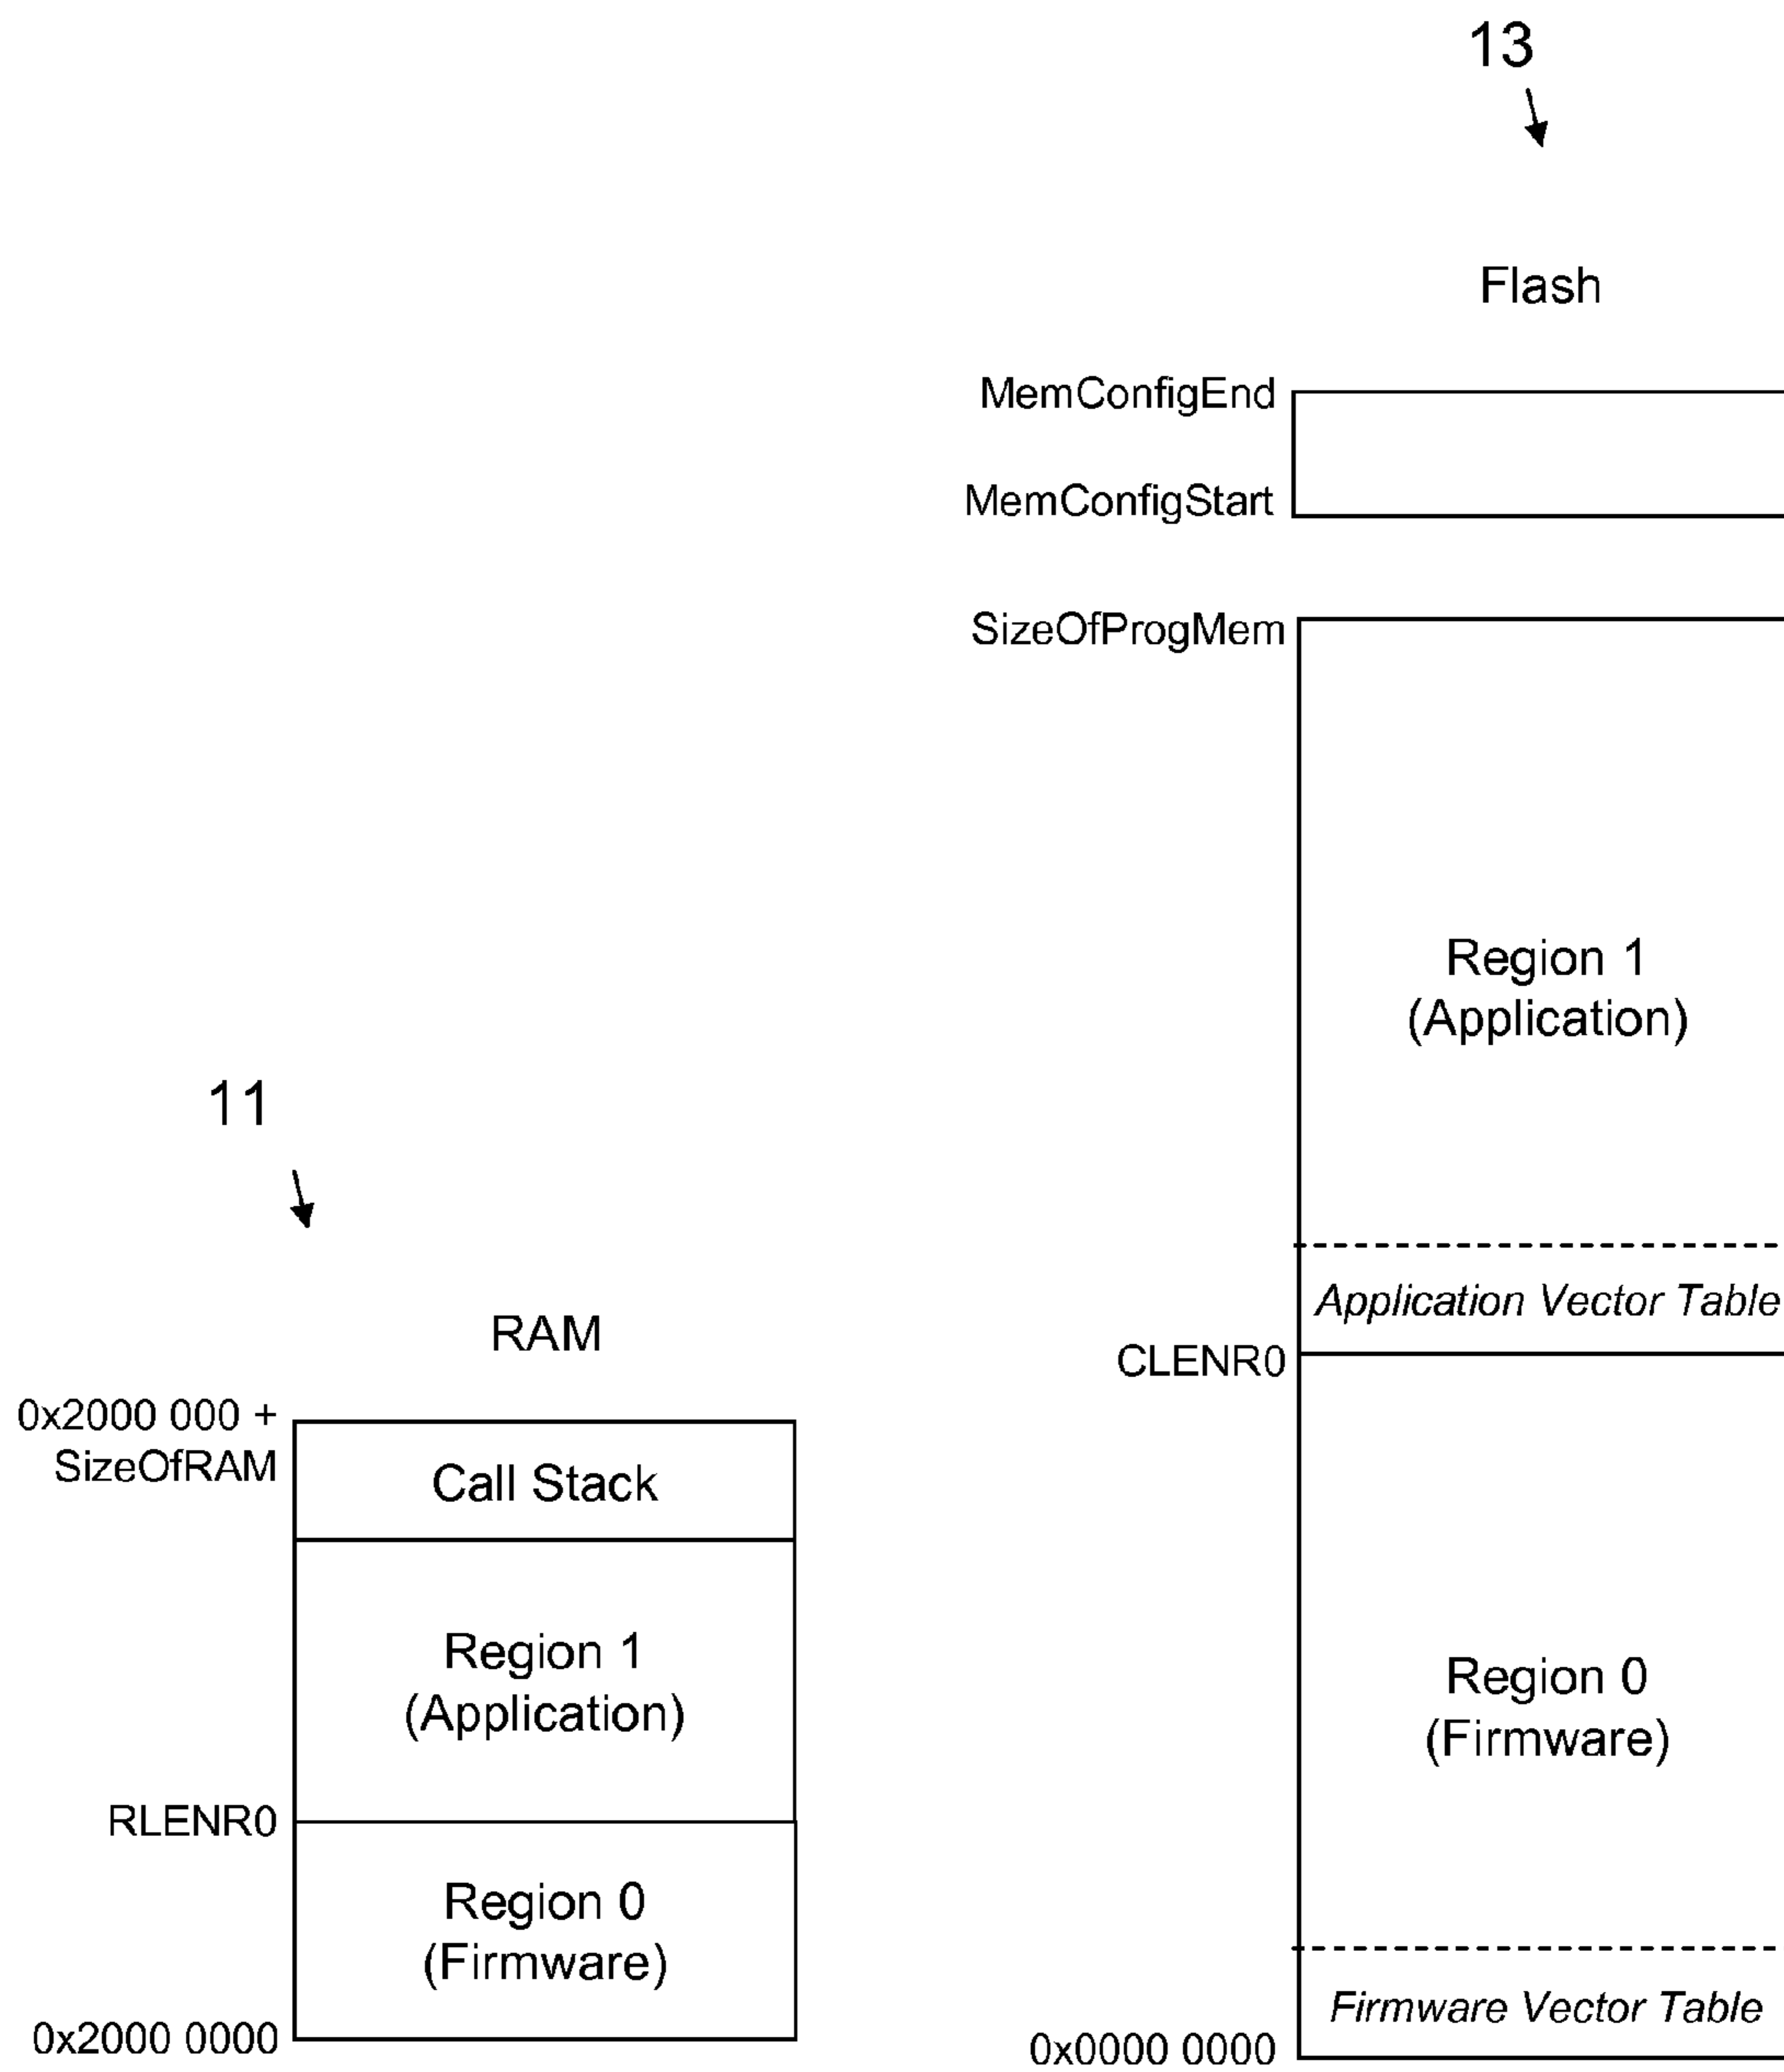 13
Flash
MemConfigEnd
MemConfigStart
SizeOfProgMem
Region 1
(Application)
11
Application Vector Table
RAM
CLENR0
0x2000 000 +
SizeOfRAM
Call Stack
Region 1
(Application)
Region 0
(Firmware)
RLENR0
Region 0
(Firmware)
Firmware Vector Table
0x2000 0000
0x0000 0000